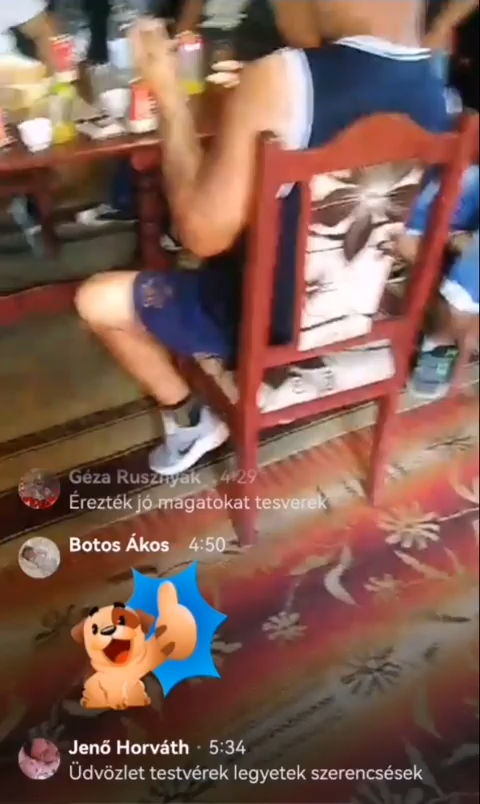 Géza Rusznyák · 4:29
Érezték jó magatokat tesverek
Botos Ákos 4:50
Jenő Horváth · 5:34
Üdvözlet testvérek legyetek szerencsések